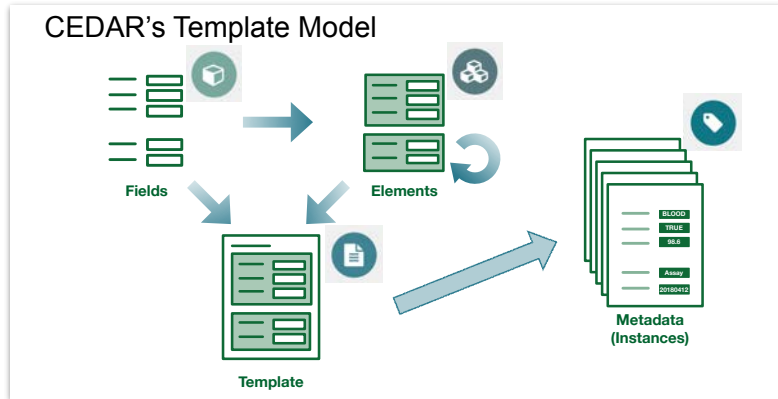 CEDAR's Template Model
Fields
Elements
Template
BLOOD
TRUE
98.6
Assay
20180412
Metadata
(Instances)